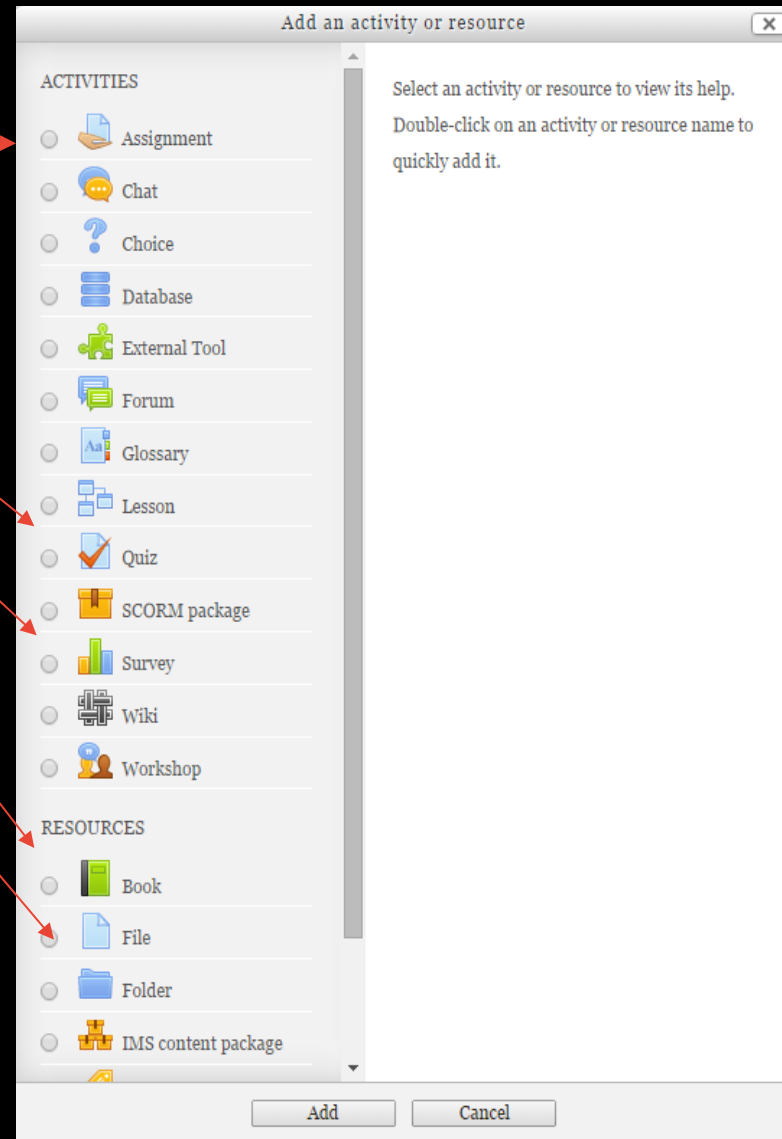 Add an activity or resource
ACTIVITIES
Assignment
Chat
Choice
Database
External Tool
Forum
Aa
Glossary
Lesson
Quiz
SCORM package
Survey
Wiki
Workshop
RESOURCES
Book
File
Folder
IMS content package
Select an activity or resource to view its help.
Double-click on an activity or resource name to
quickly add it.
Add
Cancel